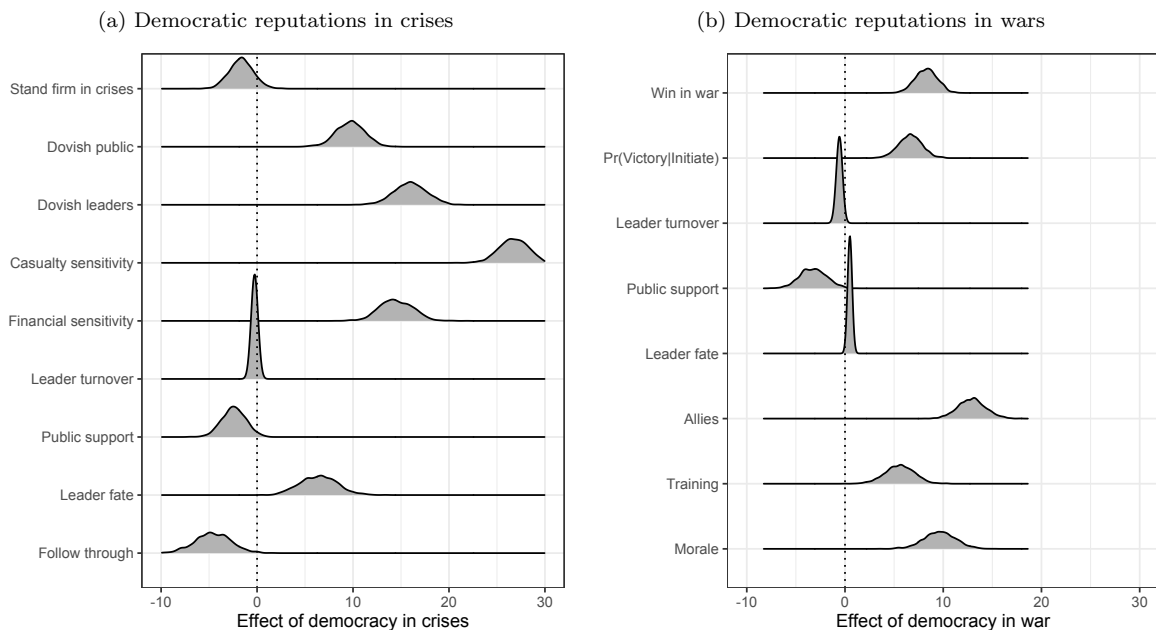 (a) Democratic reputations in crises
Stand firm in crises
Dovish public
Dovish leaders
Casualty sensitivity
Financial sensitivity
Leader turnover
Public support
Leader fate
Follow through
-10 0 10 20 30
Effect of democracy in crises
(b) Democratic reputations in wars
Win in war
Pr(Victory|Initiate)
Leader turnover
Public support
Leader fate
Allies
Training
Morale
-10 0 10 20 30
Effect of democracy in war